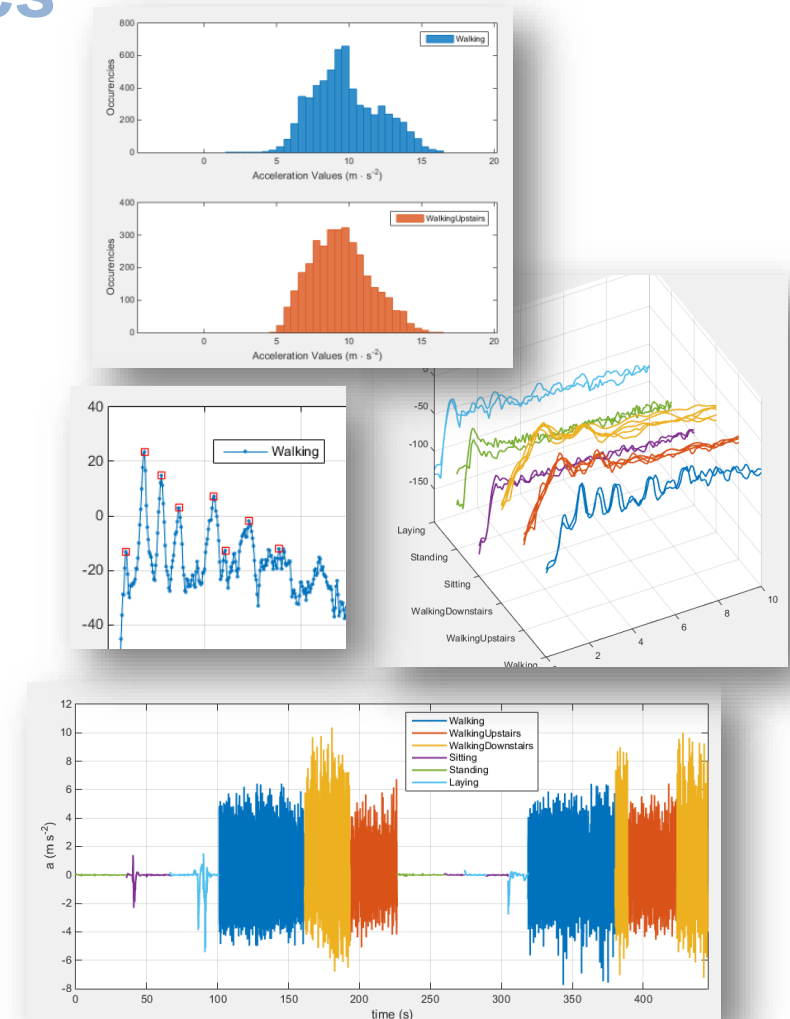 es
800
600
400
200
0
Occurencies
Walking
0 5 10 15 20
Acceleration Values (m · s⁻²)
400
300
200
100
0
Occurencies
WalkingUpstairs
0 5 10 15 20
Acceleration Values (m · s⁻²)
0
-50
-100
-150
Laying
Standing
Sitting
WalkingDownstairs
WalkingUpstairs
Walking
2 4 6 8 10
40
20
0
-20
-40
Walking
12
10
8
6
4
2
0
-2
-4
-6
-8
a (m s⁻²)
Walking
WalkingUpstairs
WalkingDownstairs
Sitting
Standing
Laying
0 50 100 150 200 250 300 350 400
time (s)